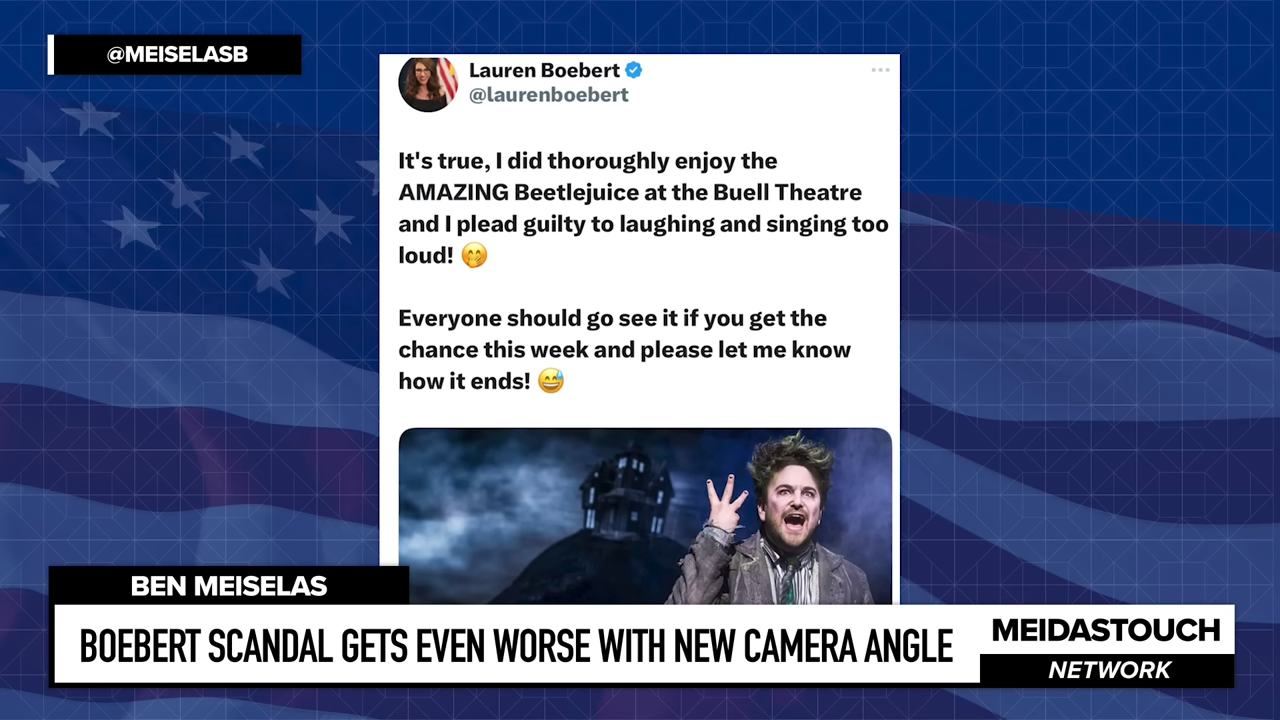 @MEISELASB
Lauren Boebert
@laurenboebert
It's true, I did thoroughly enjoy the
AMAZING Beetlejuice at the Buell Theatre
and I plead guilty to laughing and singing too
loud! 🤭
Everyone should go see it if you get the
chance this week and please let me know
how it ends! 😅
BEN MEISELAS
BOEBERT SCANDAL GETS EVEN WORSE WITH NEW CAMERA ANGLE
MEIDASTOUCH
NETWORK